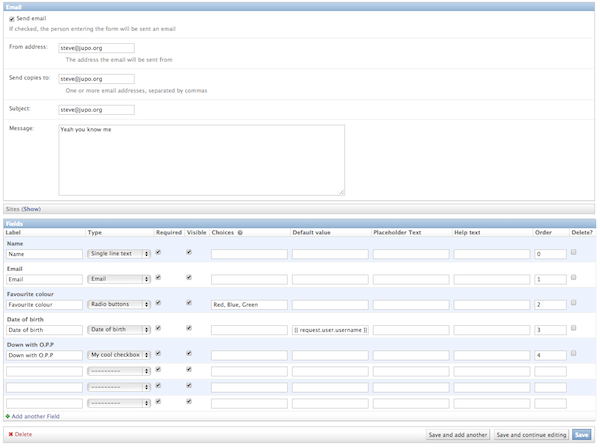 Email
Send email
If checked, the person entering the form will be sent an email
From address: steve@jupo.org
The address the email will be sent from
Send copies to: steve@jupo.org
One or more email addresses, separated by commas
Subject: steve@jupo.org
Message: Yeah you know me
Sites (Show)
Fields
Label Type Required Visible Choices ? Default value Placeholder Text Help text Order Delete?
Name
Name Single line text 0
Email
Email Email 1
Favourite colour
Favourite colour Radio buttons Red, Blue, Green 2
Date of birth
Date of birth Date of birth {{ request.user.username }} 3
Down with O.P.P
Down with O.P.P My cool checkbox 4
---------
---------
---------
Add another Field
Delete Save and add another Save and continue editing Save